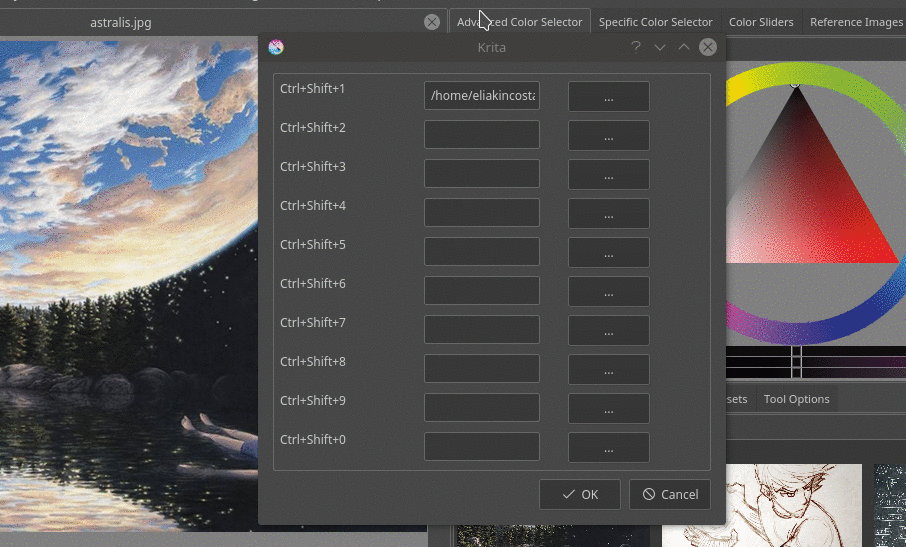 astralis.jpg
Advanced Color Selector
Specific Color Selector
Color Sliders
Reference Images
Krita
Ctrl+Shift+1
/home/eliakincosta
...
Ctrl+Shift+2
...
Ctrl+Shift+3
...
Ctrl+Shift+4
...
Ctrl+Shift+5
...
Ctrl+Shift+6
...
Ctrl+Shift+7
...
Ctrl+Shift+8
...
Ctrl+Shift+9
...
Ctrl+Shift+0
...
sets
Tool Options
OK
Cancel